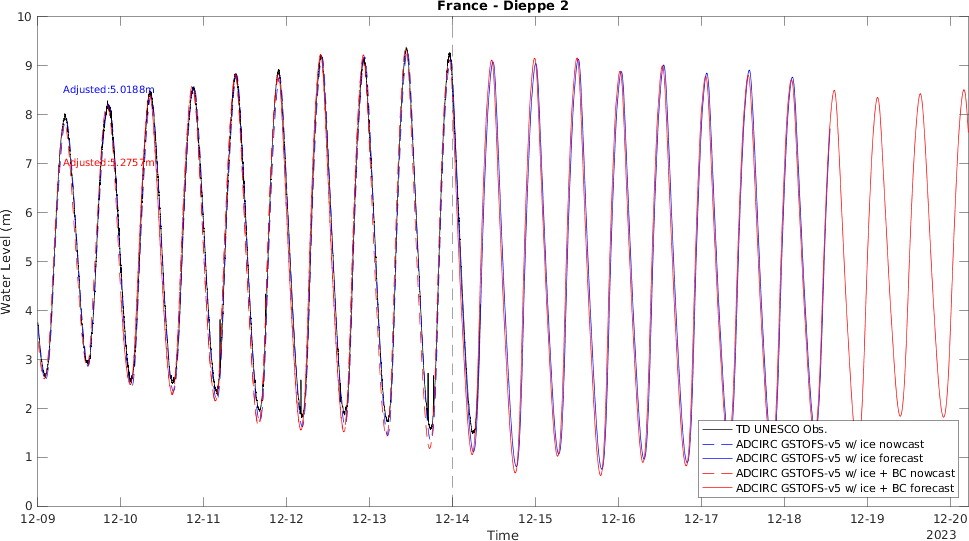 France - Dieppe 2
10
9
8
7
6
5
4
3
2
1
0
Water Level (m)
Adjusted:5.0188m
Adjusted:5.2757m
TD UNESCO Obs.
ADCIRC GSTOFS-v5 w/ ice nowcast
ADCIRC GSTOFS-v5 w/ ice forecast
ADCIRC GSTOFS-v5 w/ ice + BC nowcast
ADCIRC GSTOFS-v5 w/ ice + BC forecast
12-09 12-10 12-11 12-12 12-13 12-14 12-15 12-16 12-17 12-18 12-19 12-20
Time
2023